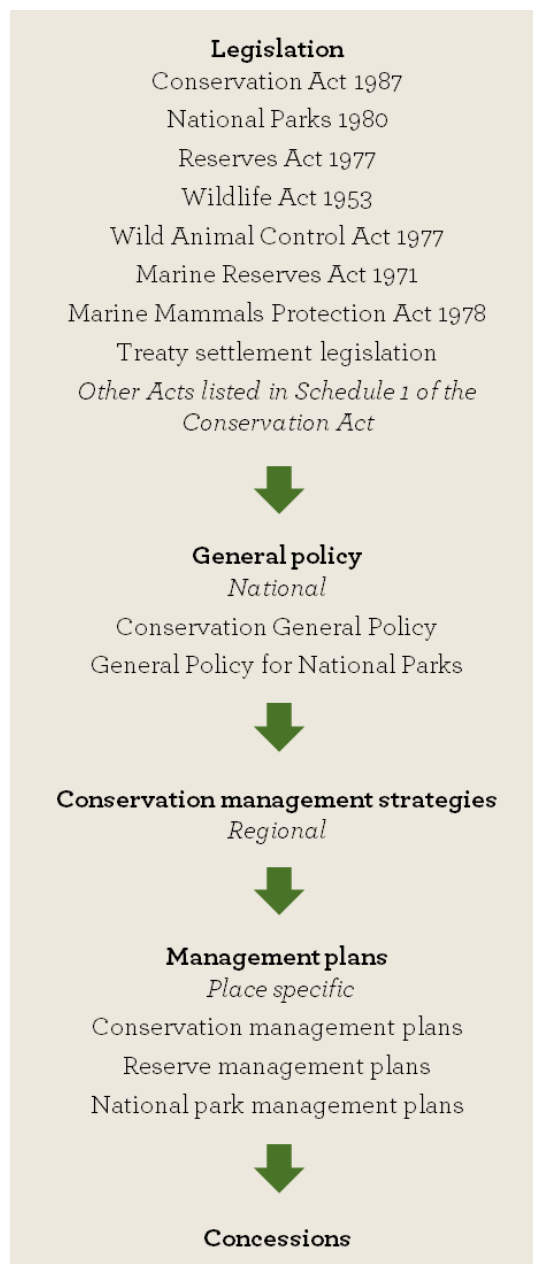 Legislation
Conservation Act 1987
National Parks 1980
Reserves Act 1977
Wildlife Act 1953
Wild Animal Control Act 1977
Marine Reserves Act 1971
Marine Mammals Protection Act 1978
Treaty settlement legislation
Other Acts listed in Schedule 1 of the
Conservation Act
General policy
National
Conservation General Policy
General Policy for National Parks
Conservation management strategies
Regional
Management plans
Place specific
Conservation management plans
Reserve management plans
National park management plans
Concessions